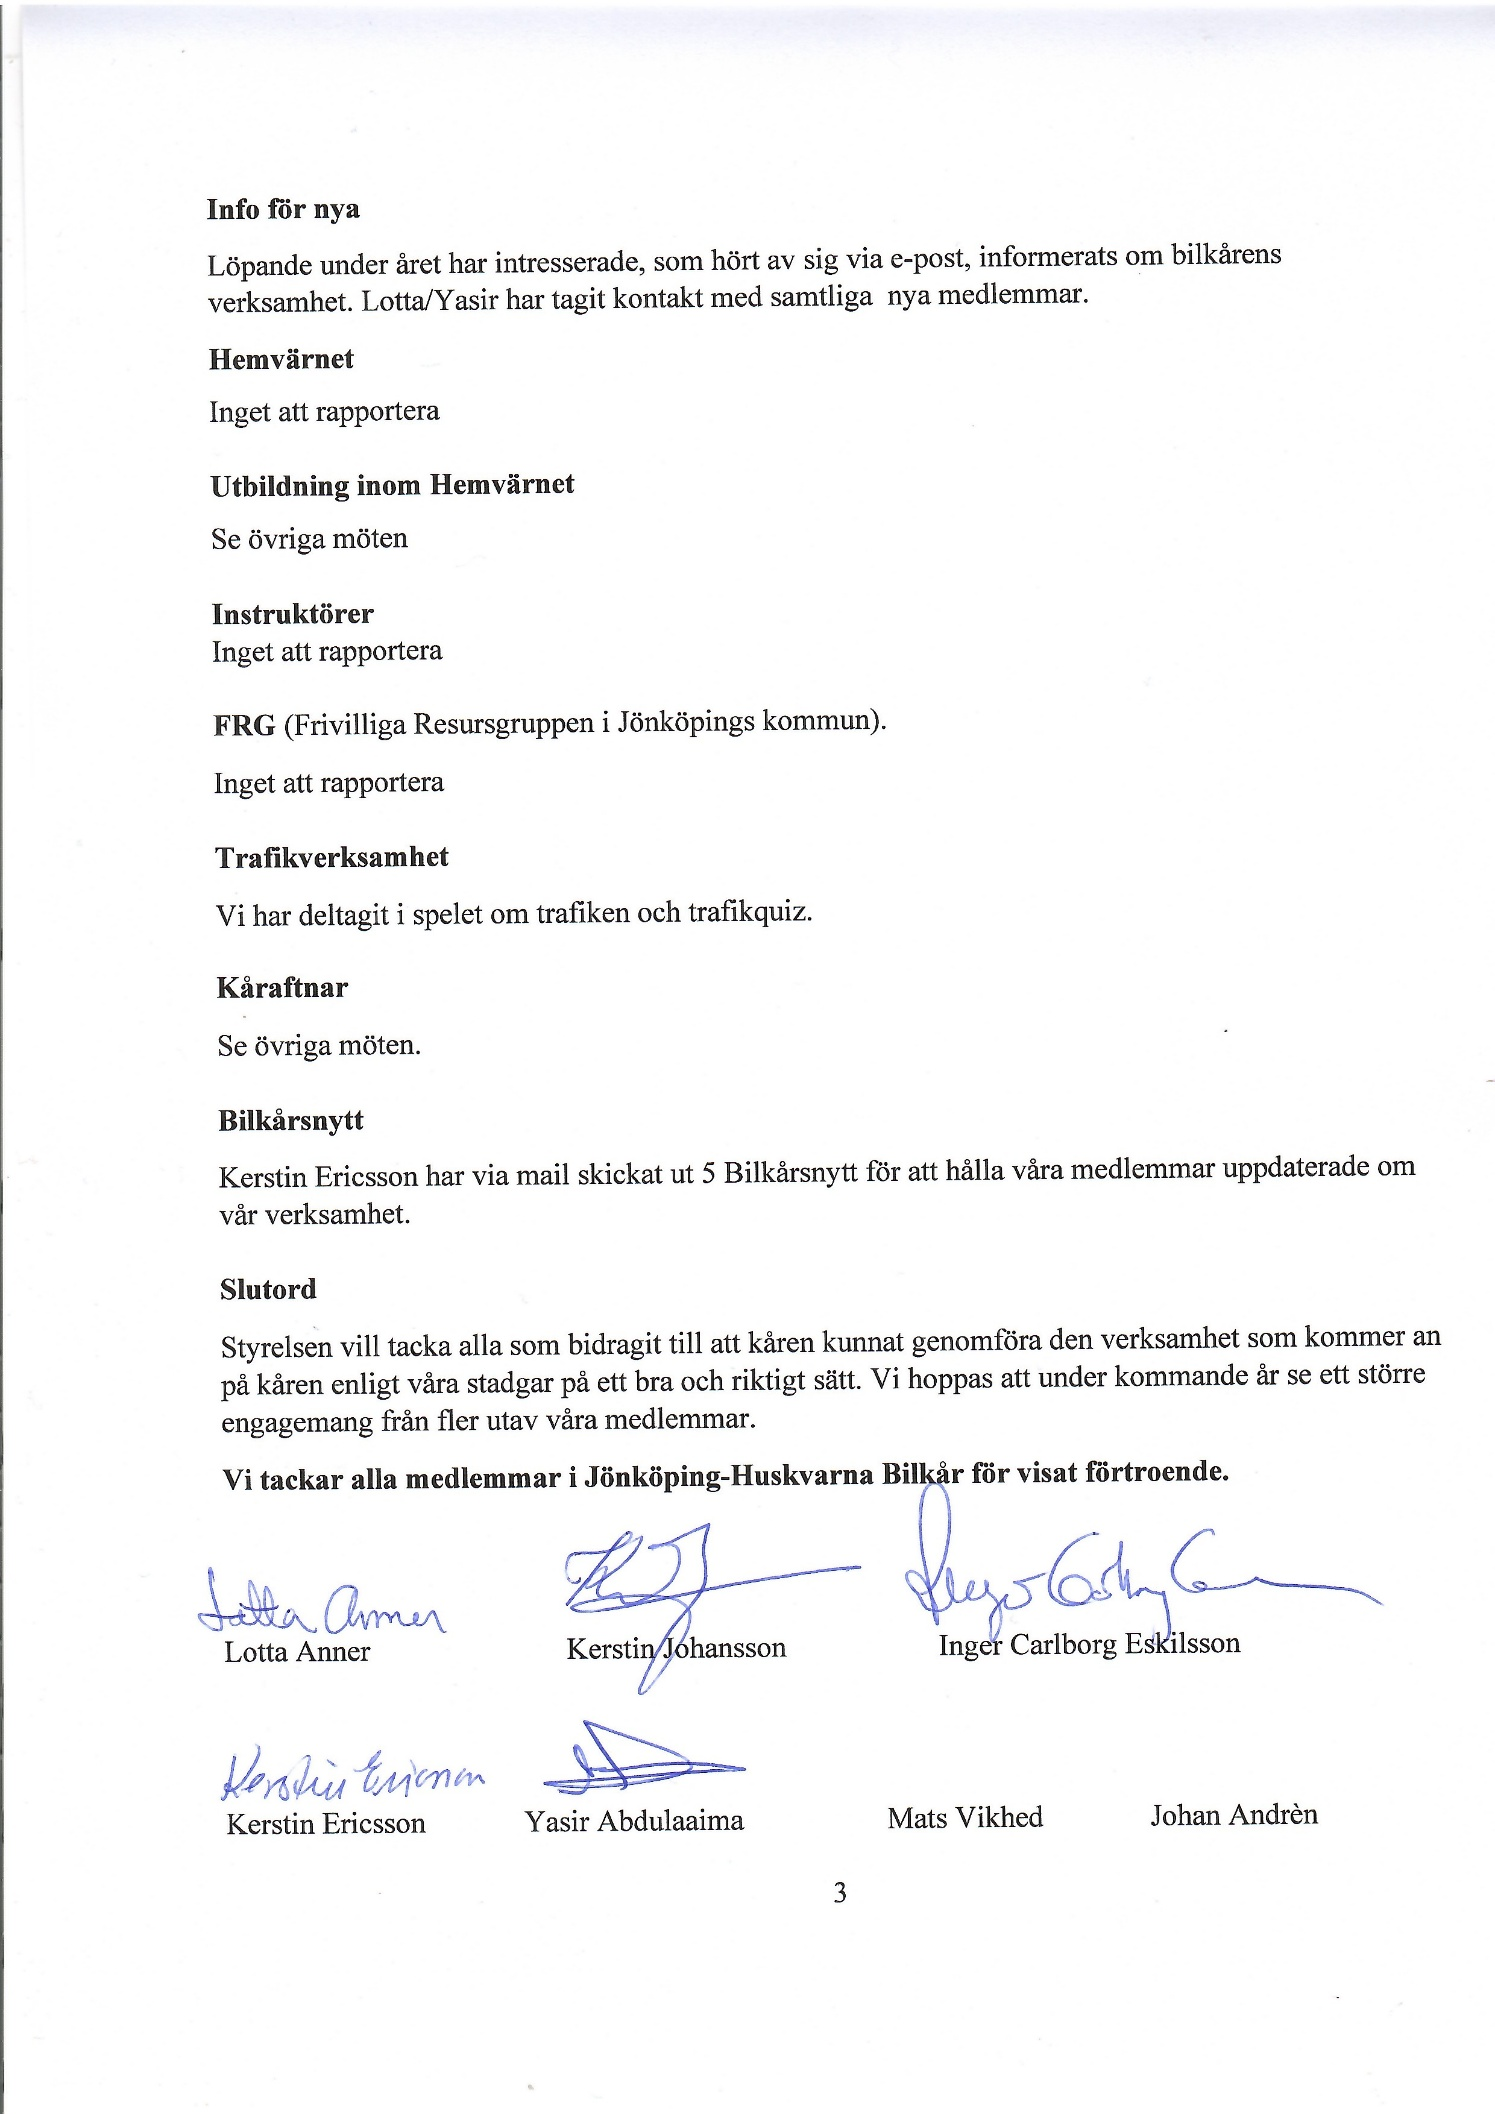 Info för nya
Löpande under året har intresserade, som hört av sig via e-post, informerats om bilkårens
verksamhet. Lotta/Yasir har tagit kontakt med samtliga nya medlemmar.
Hemvärnet
Inget att rapportera
Utbildning inom Hemvärnet
Se övriga möten
Instruktörer
Inget att rapportera
FRG (Frivilliga Resursgruppen i Jönköpings kommun).
Inget att rapportera
Trafikverksamhet
Vi har deltagit i spelet om trafiken och trafikquiz.
Kåraftnar
Se övriga möten.
Bilkårsnytt
Kerstin Ericsson har via mail skickat ut 5 Bilkårsnytt för att hålla våra medlemmar uppdaterade om
vår verksamhet.
Slutord
Styrelsen vill tacka alla som bidragit till att kåren kunnat genomföra den verksamhet som kommer an
på kåren enligt våra stadgar på ett bra och riktigt sätt. Vi hoppas att under kommande år se ett större
engagemang från fler utav våra medlemmar.
Vi tackar alla medlemmar i Jönköping-Huskvarna Bilkår för visat förtroende.
Lotta Anner
Lotta Anner Kerstin Johansson Inger Carlborg Eskilsson
Kerstin Ericsson
Kerstin Ericsson Yasir Abdulaaima Mats Vikhed Johan Andrèn
3